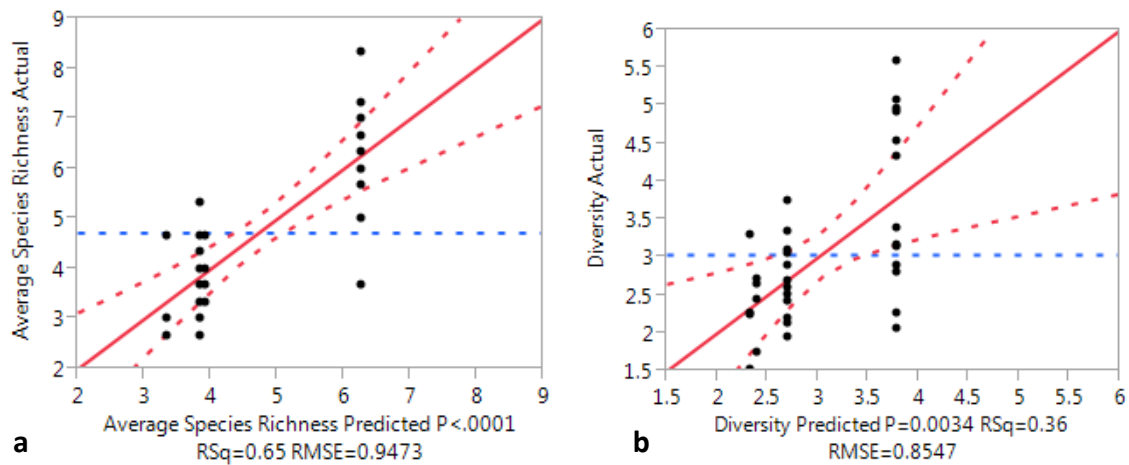 9
8
7
6
5
4
3
2
Average Species Richness Actual
2 3 4 5 6 7 8 9
Average Species Richness Predicted P<.0001
RSq=0.65 RMSE=0.9473
a
6
5.5
5
4.5
4
3.5
3
2.5
2
1.5
Diversity Actual
1.5 2 2.5 3 3.5 4 4.5 5 5.5 6
Diversity Predicted P=0.0034 RSq=0.36
RMSE=0.8547
b